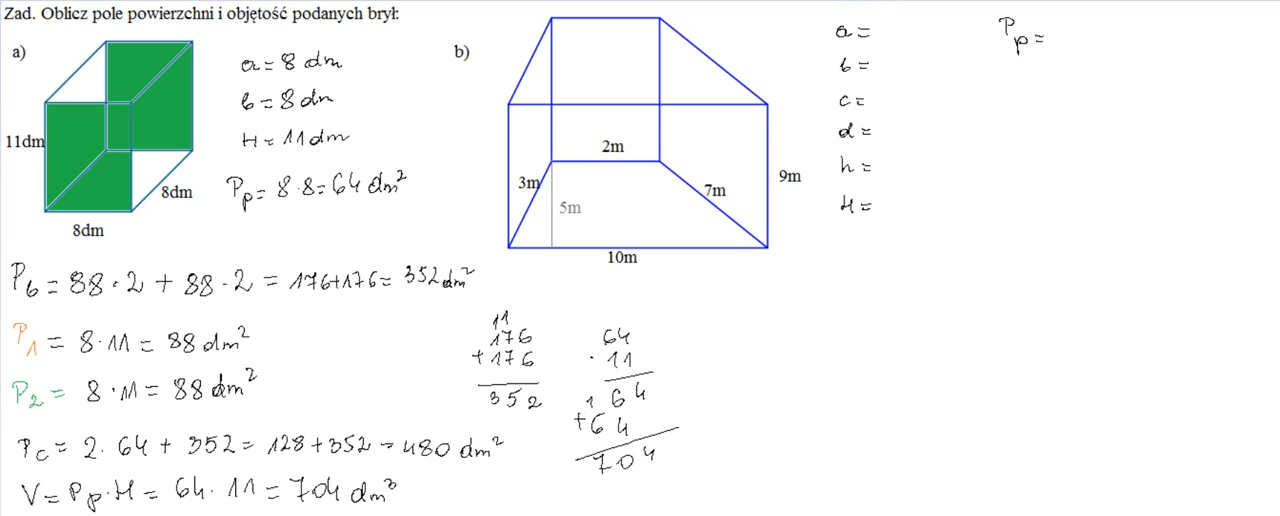 Zad. Oblicz pole powierzchni i objętość podanych brył:
a)
11dm
8dm
8dm
a = 8 dm
b = 8 dm
H = 11 dm
Pp = 8·8 = 64 dm²
b)
2m
3m
5m
7m
9m
10m
a =
b =
c =
d =
h =
H =
Pp =
Pb = 88·2 + 88·2 = 176+176 = 352 dm²
P1 = 8·11 = 88 dm²
P2 = 8·11 = 88 dm²
Pc = 2·64 + 352 = 128 + 352 = 480 dm²
V = Pp·H = 64·11 = 704 dm³
11
176
+176
352
64
·11
1 64
+64
704